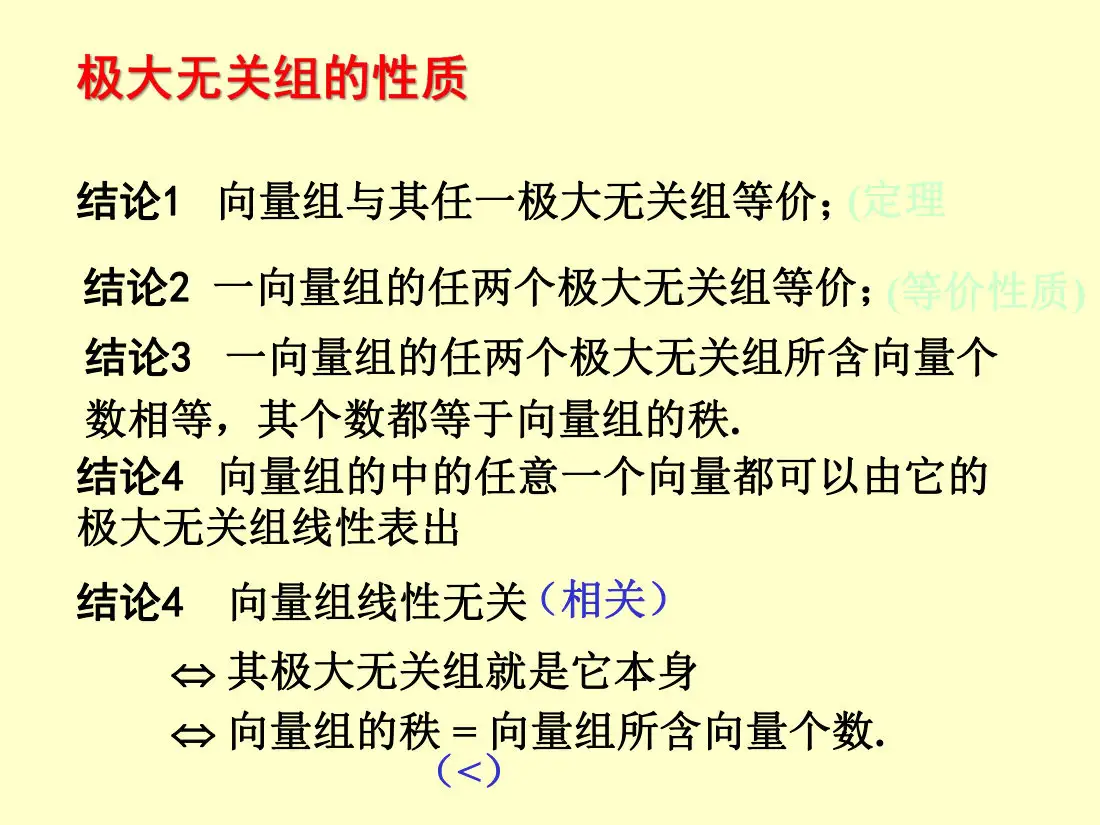 极大无关组的性质
结论1 向量组与其任一极大无关组等价；(定理
结论2 一向量组的任两个极大无关组等价；(等价性质)
结论3 一向量组的任两个极大无关组所含向量个
数相等，其个数都等于向量组的秩.
结论4 向量组的中的任意一个向量都可以由它的
极大无关组线性表出
结论4 向量组线性无关（相关）
⇔ 其极大无关组就是它本身
⇔ 向量组的秩 = 向量组所含向量个数.
（<）